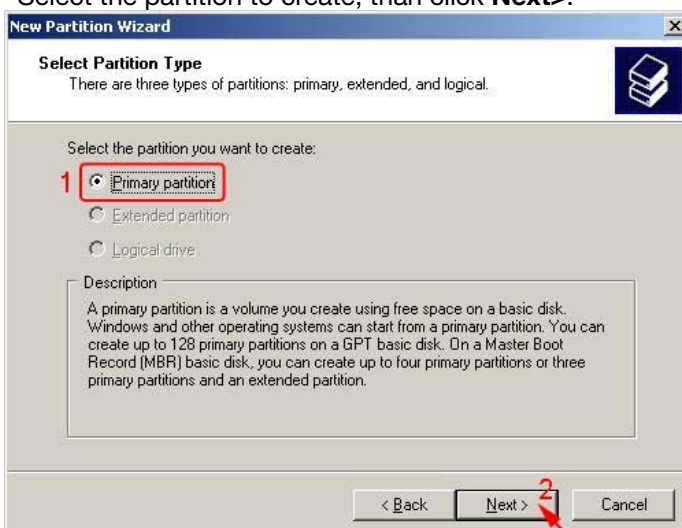 Select the partition to create, than click Next>.
New Partition Wizard
Select Partition Type
There are three types of partitions: primary, extended, and logical.
Select the partition you want to create:
1 Primary partition
Extended partition
Logical drive
Description
A primary partition is a volume you create using free space on a basic disk.
Windows and other operating systems can start from a primary partition. You can
create up to 128 primary partitions on a GPT basic disk. On a Master Boot
Record (MBR) basic disk, you can create up to four primary partitions or three
primary partitions and an extended partition.
< Back Next > 2 Cancel